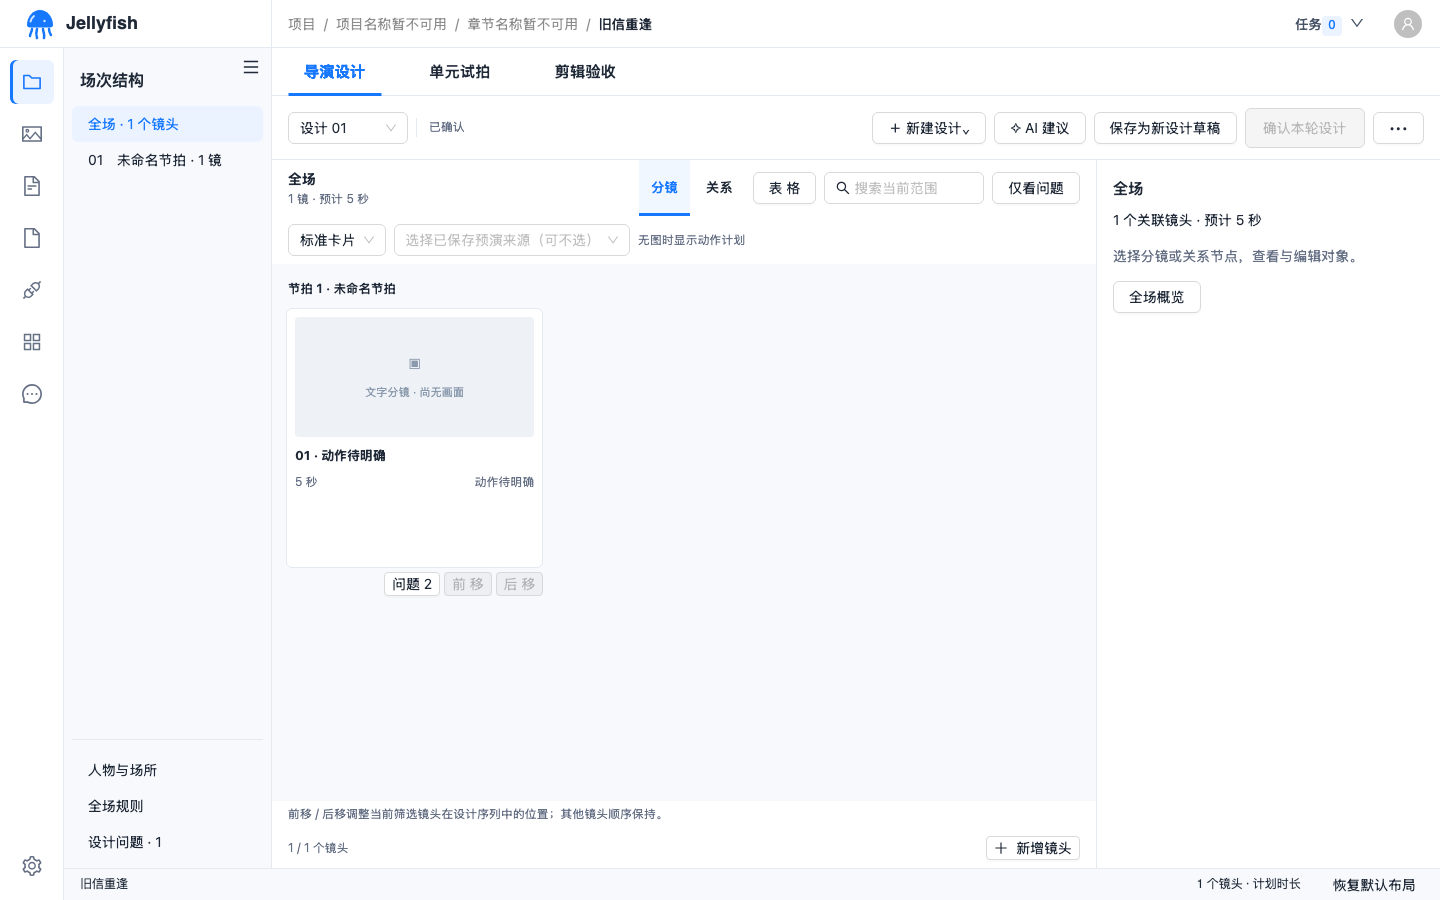 Jellyfish
项目 / 项目名称暂不可用 / 章节名称暂不可用 / 旧信重逢
任务 0
场次结构
全场 · 1 个镜头
01 未命名节拍 · 1 镜
人物与场所
全场规则
设计问题 · 1
导演设计 单元试拍 剪辑验收
设计 01 已确认
新建设计 AI 建议 保存为新设计草稿 确认本轮设计
全场
1 镜 · 预计 5 秒
分镜 关系 表 格 搜索当前范围 仅看问题
标准卡片 选择已保存预演来源（可不选） 无图时显示动作计划
节拍 1 · 未命名节拍
文字分镜 · 尚无画面
01 · 动作待明确
5 秒 动作待明确
问题 2 前 移 后 移
前移 / 后移调整当前筛选镜头在设计序列中的位置；其他镜头顺序保持。
1 / 1 个镜头 新增镜头
全场
1 个关联镜头 · 预计 5 秒
选择分镜或关系节点，查看与编辑对象。
全场概览
旧信重逢 1 个镜头 · 计划时长 恢复默认布局